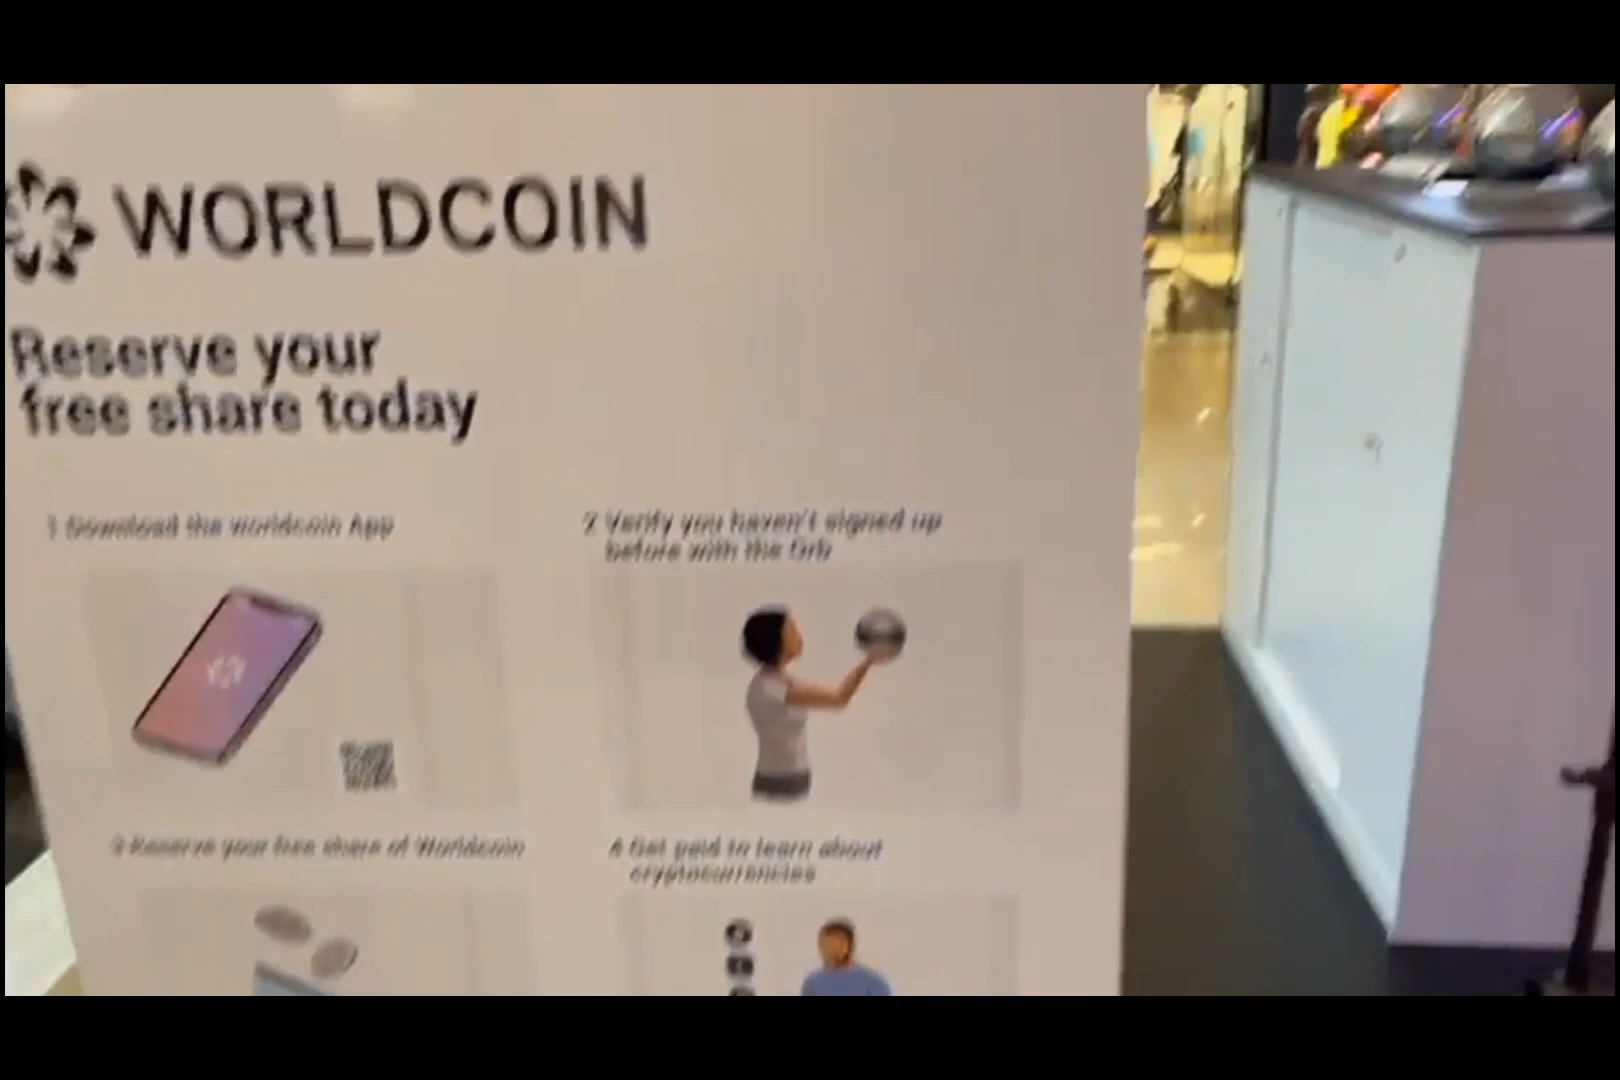 WORLDCOIN
Reserve your
free share today
1 Download the worldcoin App
2 Verify you haven't signed up
before with the Orb
3 Reserve your free share of Worldcoin
4 Get paid to learn about
cryptocurrencies